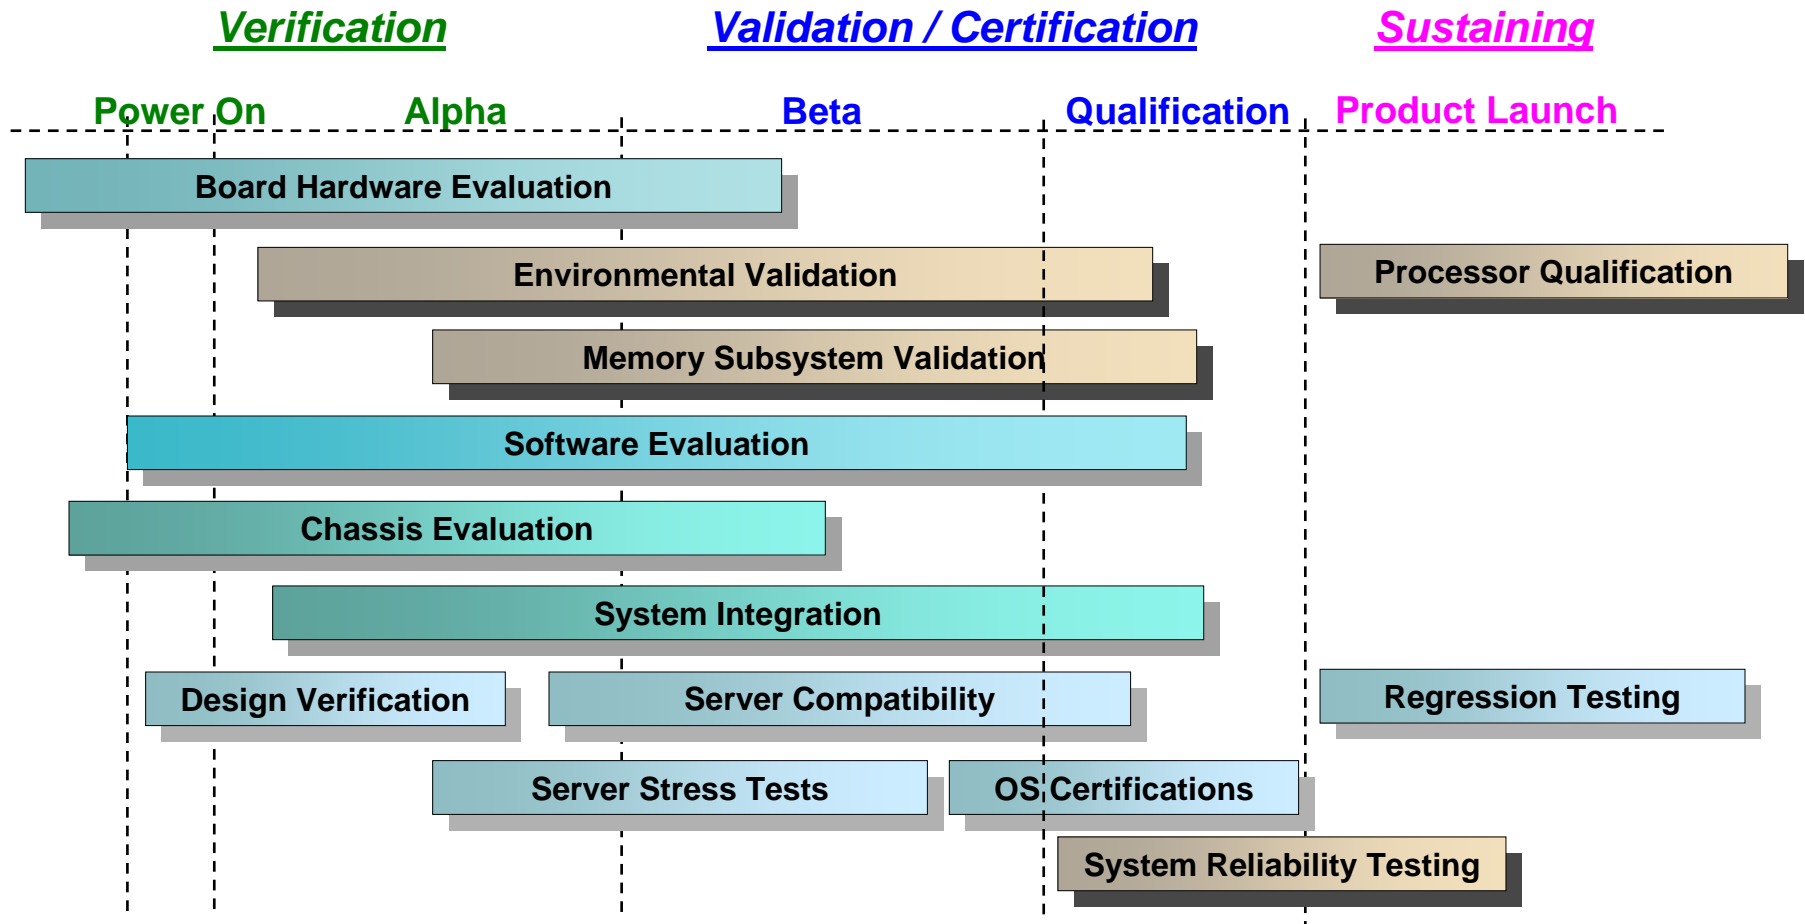 Verification
Validation / Certification
Sustaining
Power On
Alpha
Beta
Qualification
Product Launch
Board Hardware Evaluation
Environmental Validation
Processor Qualification
Memory Subsystem Validation
Software Evaluation
Chassis Evaluation
System Integration
Design Verification
Server Compatibility
Regression Testing
Server Stress Tests
OS Certifications
System Reliability Testing